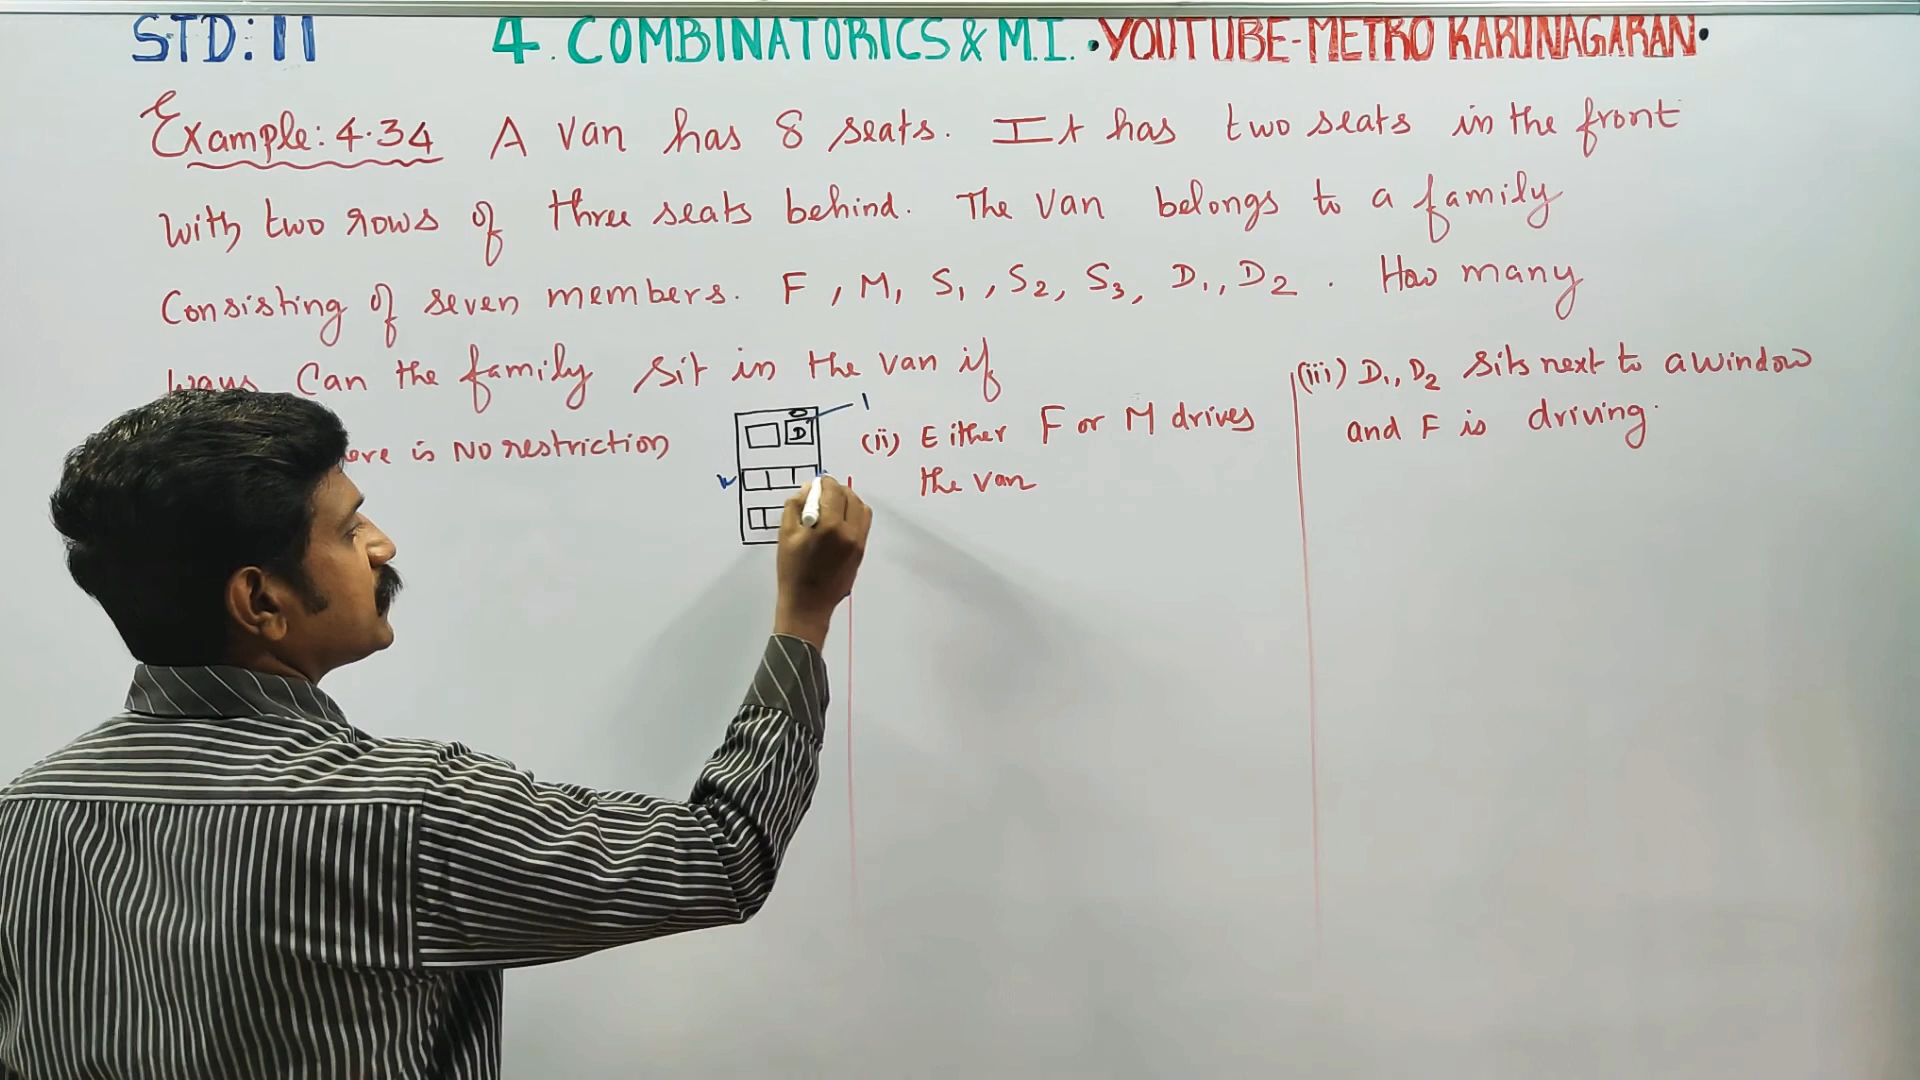 STD: 11 4. COMBINATORICS & M.I. •YOUTUBE-METRO KARUNAGARAN•
Example: 4.34 A van has 8 seats. It has two seats in the front
with two rows of three seats behind. The van belongs to a family
Consisting of seven members. F, M, S1, S2, S3, D1, D2. How many
ways Can the family sit in the van if
is No restriction
1
D
W
(ii) Either F or M drives
the van
(iii) D1, D2 sits next to a window
and F is driving.